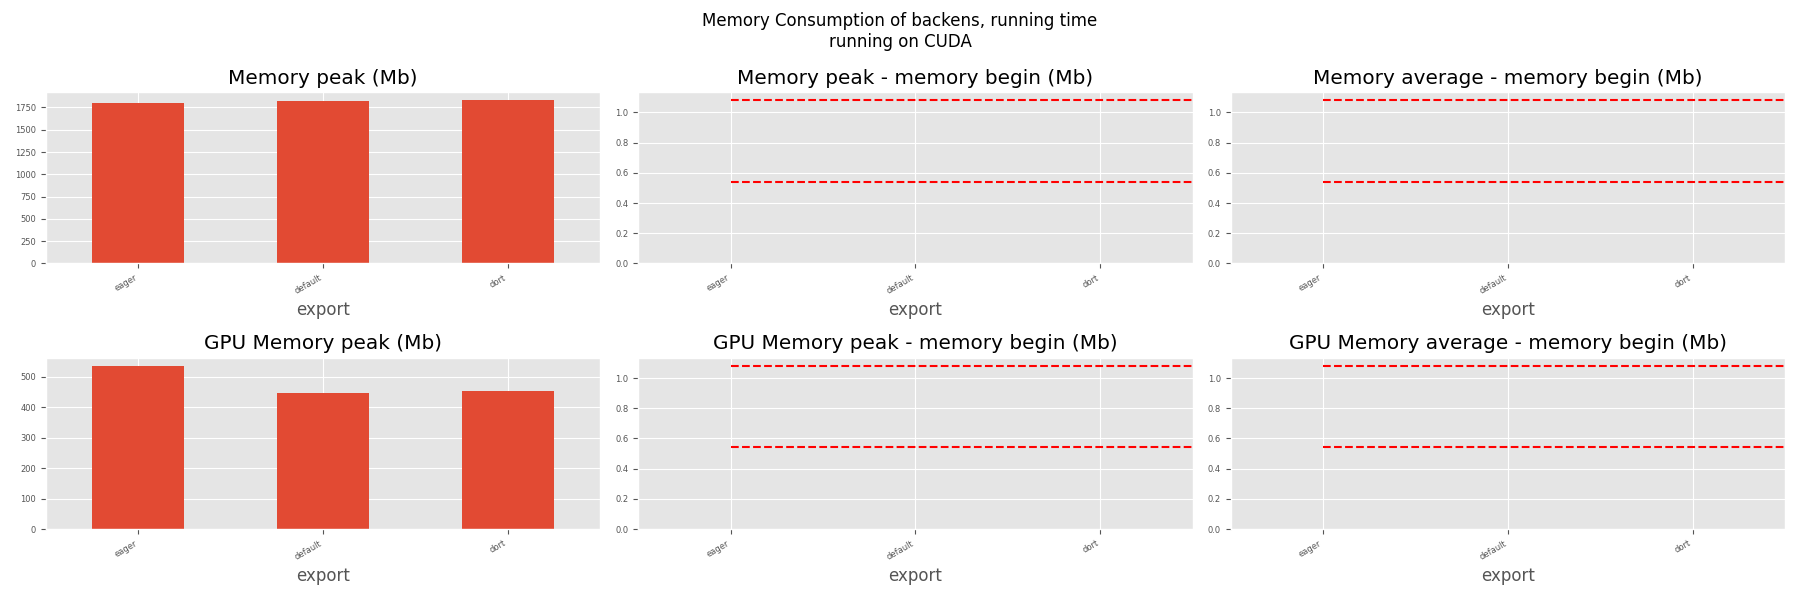 Memory Consumption of backens, running time
running on CUDA
Memory peak (Mb)
1750
1500
1250
1000
750
500
250
0
eager
default
dort
export
Memory peak - memory begin (Mb)
1.0
0.8
0.6
0.4
0.2
0.0
eager
default
dort
export
Memory average - memory begin (Mb)
1.0
0.8
0.6
0.4
0.2
0.0
eager
default
dort
export
GPU Memory peak (Mb)
500
400
300
200
100
0
eager
default
dort
export
GPU Memory peak - memory begin (Mb)
1.0
0.8
0.6
0.4
0.2
0.0
eager
default
dort
export
GPU Memory average - memory begin (Mb)
1.0
0.8
0.6
0.4
0.2
0.0
eager
default
dort
export